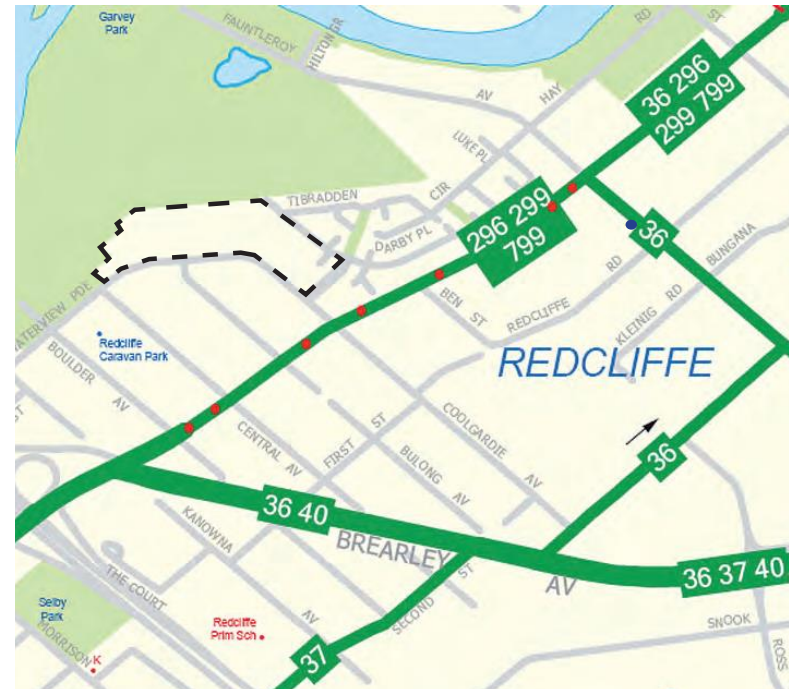 Garvey
Park
FAUNTLEROY
HILTON GR
AV
HAY
RD
ST
36 296
299 799
LUKE PL
TIBRADDEN
CIR
DARBY PL
296 299
799
36
BUNGANA
RD
KLEINIG RD
BEN ST
REDCLIFFE
REDCLIFFE
ATERVIEW PDE
Redcliffe
Caravan Park
BOULDER AV
ST
CENTRAL AV
FIRST ST
BULONG AV
COOLGARDIE AV
36
36 40
BREARLEY
AV
36 37 40
KANOWNA
AV
THE COURT
SECOND ST
SNOOK
ROSS
Selby
Park
MORRISON
K
Redcliffe
Prim Sch
37